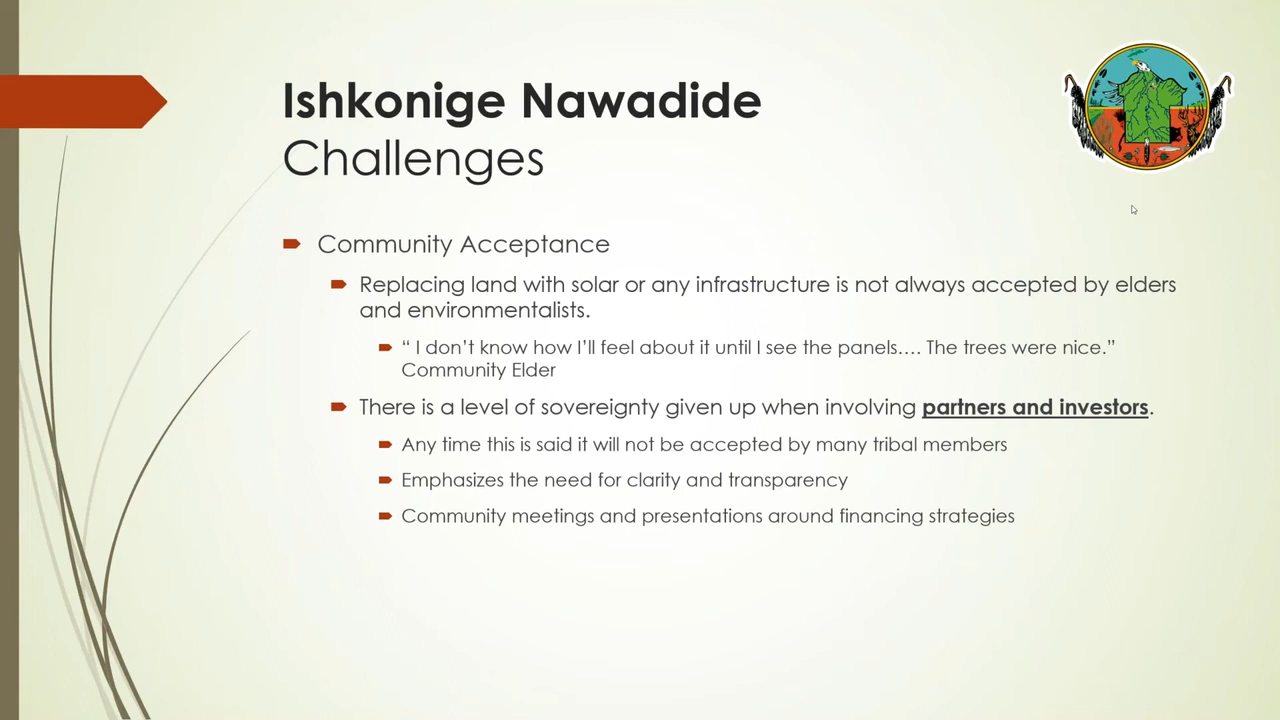 Ishkonige Nawadide
Challenges
Community Acceptance
Replacing land with solar or any infrastructure is not always accepted by elders
and environmentalists.
“ I don’t know how I’ll feel about it until I see the panels…. The trees were nice.”
Community Elder
There is a level of sovereignty given up when involving partners and investors.
Any time this is said it will not be accepted by many tribal members
Emphasizes the need for clarity and transparency
Community meetings and presentations around financing strategies